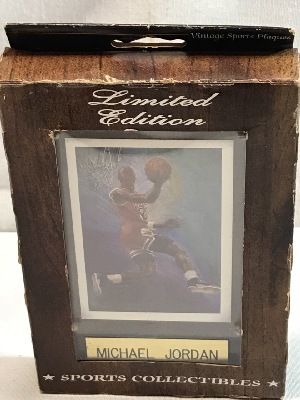 Vintage Sports Plaques
Limited
Edition
MICHAEL JORDAN
★ SPORTS COLLECTIBLES ★